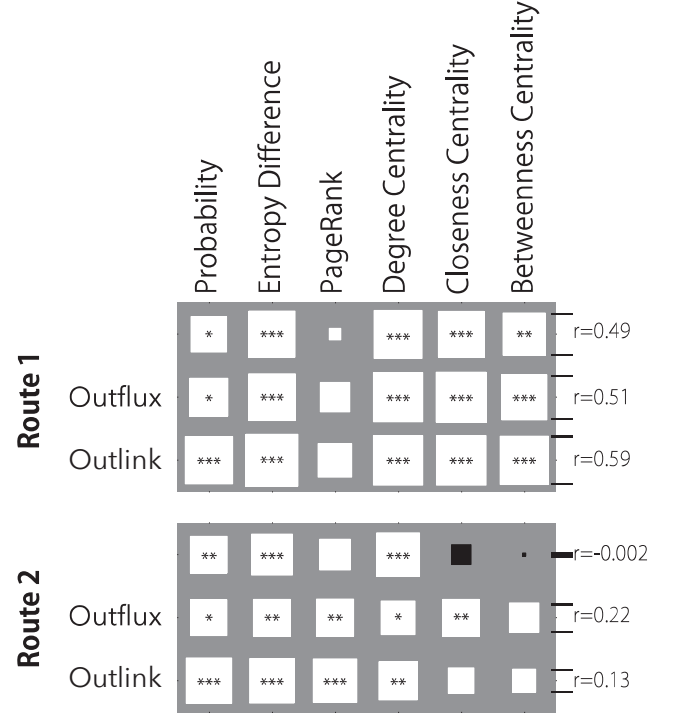 Probability
Entropy Difference
PageRank
Degree Centrality
Closeness Centrality
Betweenness Centrality
Route 1
* *** *** *** ** r=0.49
Outflux * *** *** *** *** r=0.51
Outlink *** *** *** *** *** r=0.59
Route 2
** *** *** r=-0.002
Outflux * ** ** * ** r=0.22
Outlink *** *** *** ** r=0.13